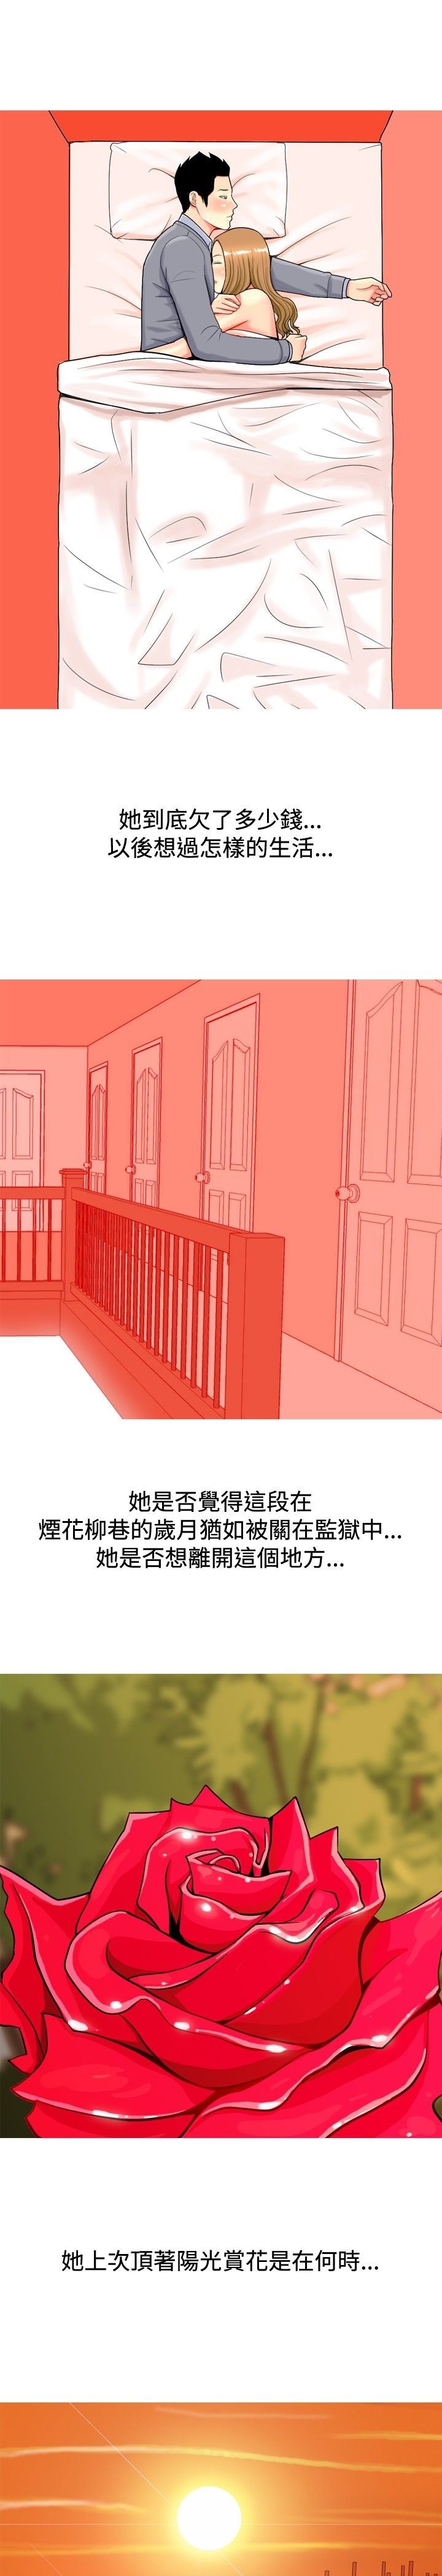 她到底欠了多少錢...
以後想過怎樣的生活...
她是否覺得這段在
煙花柳巷的歲月猶如被關在監獄中...
她是否想離開這個地方...
她上次頂著陽光賞花是在何時...